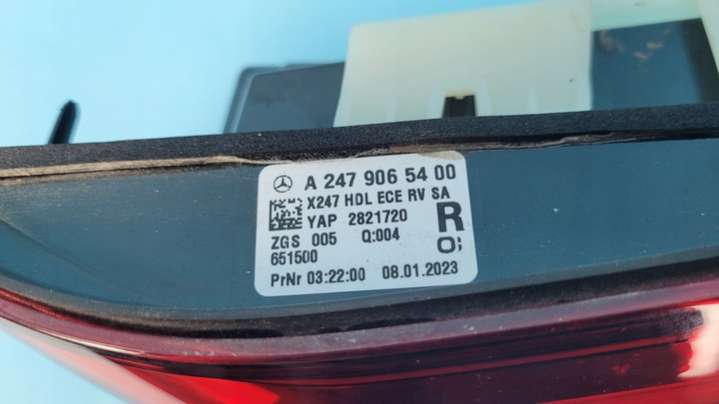 A 247 906 54 00
X247 HDL ECE RV SA
YAP 2821720
R
ZGS 005 Q:004
651500
PrNr 03:22:00 08.01.2023